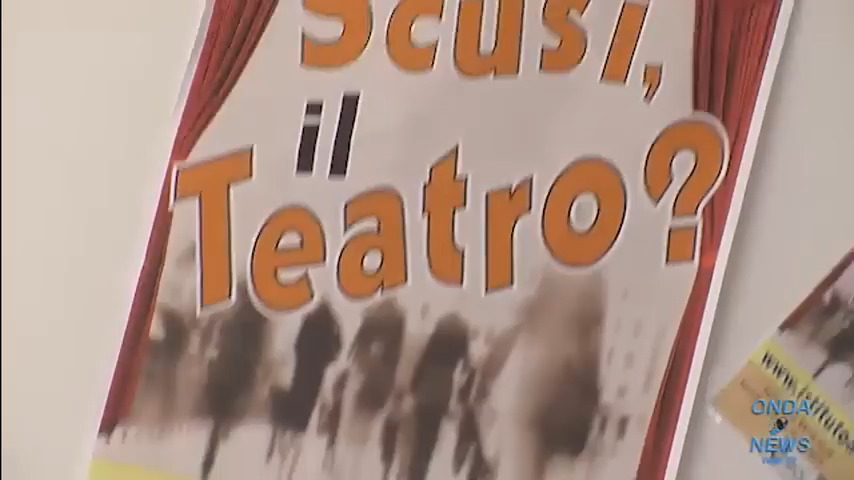 Scusi,
il
Teatro?
ONDA
NEWS